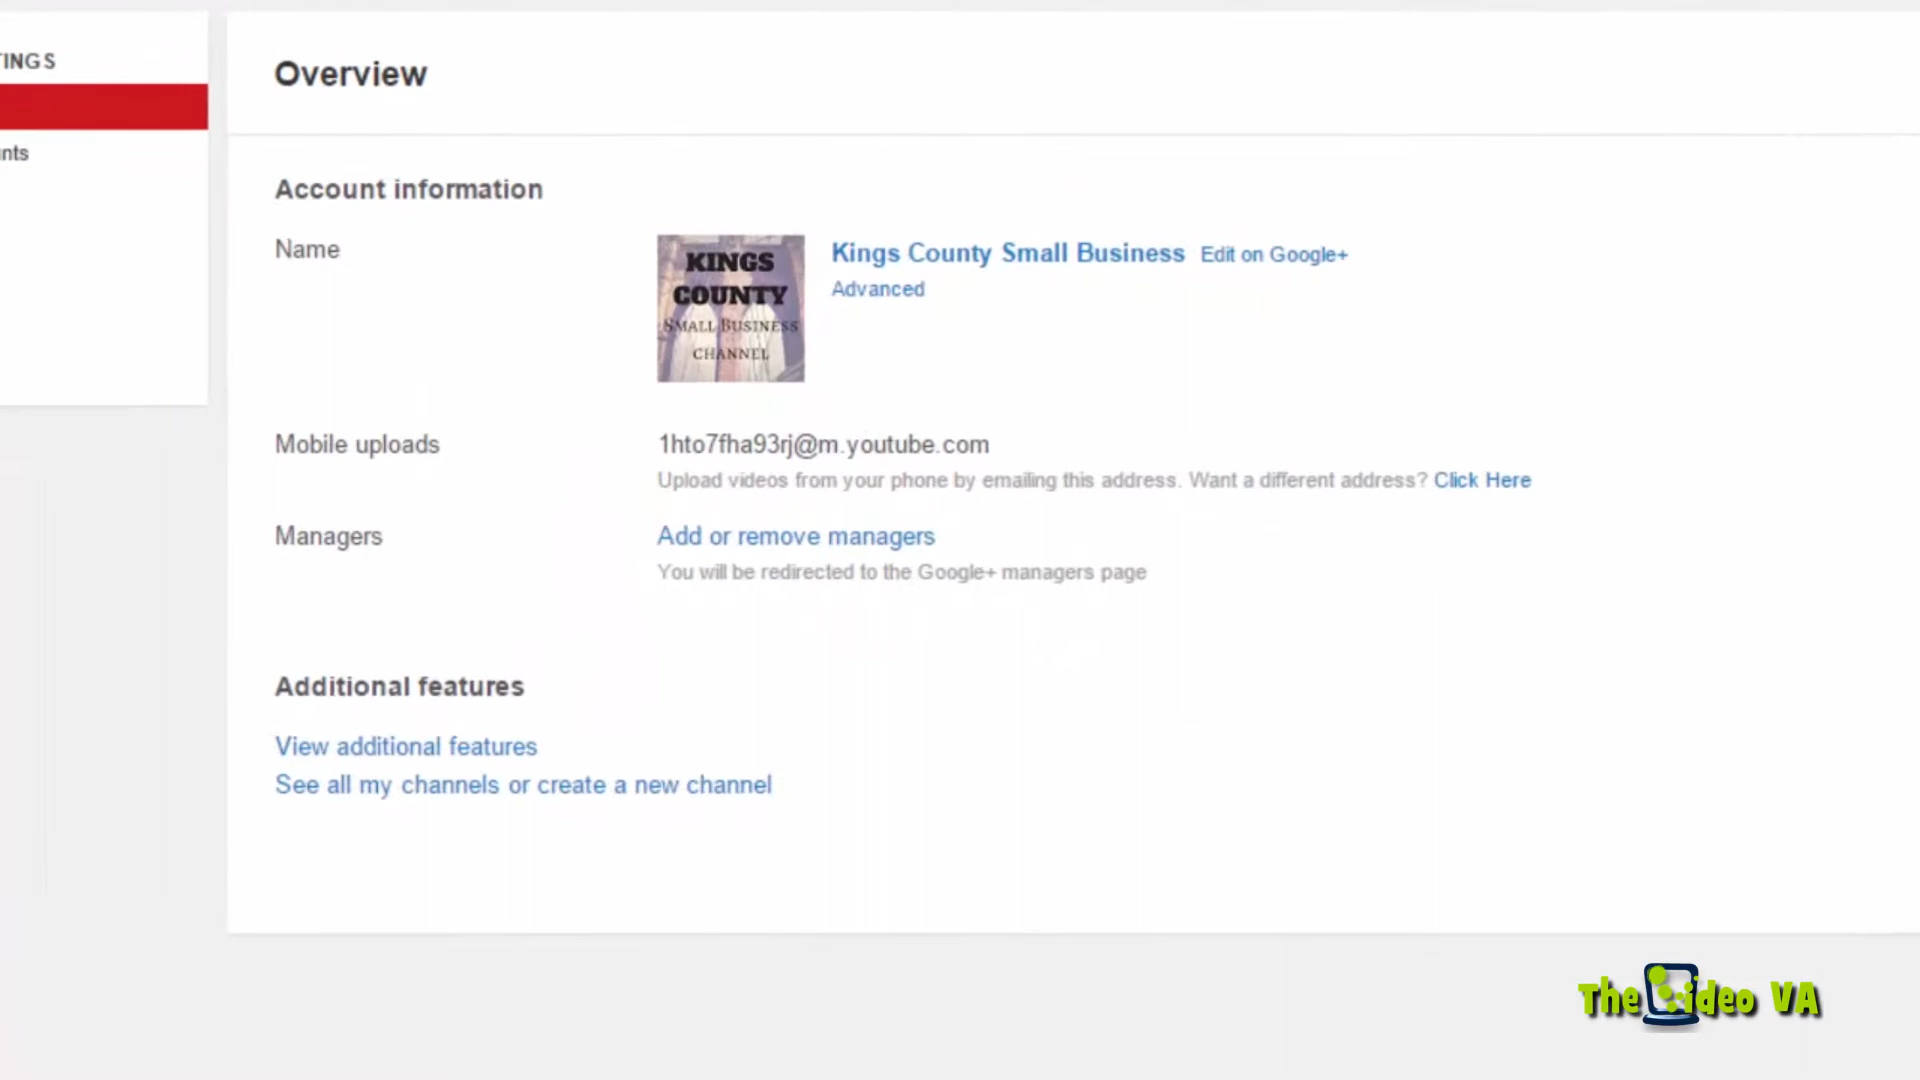 TINGS
nts
Overview
Account information
Name
KINGS
COUNTY
SMALL BUSINESS
CHANNEL
Kings County Small Business Edit on Google+
Advanced
Mobile uploads
1hto7fha93rj@m.youtube.com
Upload videos from your phone by emailing this address. Want a different address? Click Here
Managers
Add or remove managers
You will be redirected to the Google+ managers page
Additional features
View additional features
See all my channels or create a new channel
The Video VA